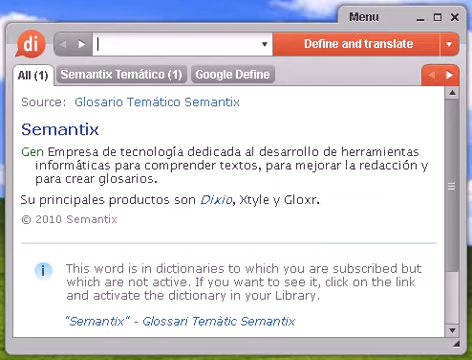 Menu
di
Define and translate
All (1)
Semantix Temático (1)
Google Define
Source: Glosario Temático Semantix
Semantix
Gen Empresa de tecnología dedicada al desarrollo de herramientas
informáticas para comprender textos, para mejorar la redacción y
para crear glosarios.
Su principales productos son Dixio, Xtyle y Gloxr.
© 2010 Semantix
i
This word is in dictionaries to which you are subscribed but
which are not active. If you want to see it, click on the link
and activate the dictionary in your Library.
"Semantix" - Glossari Temàtic Semantix